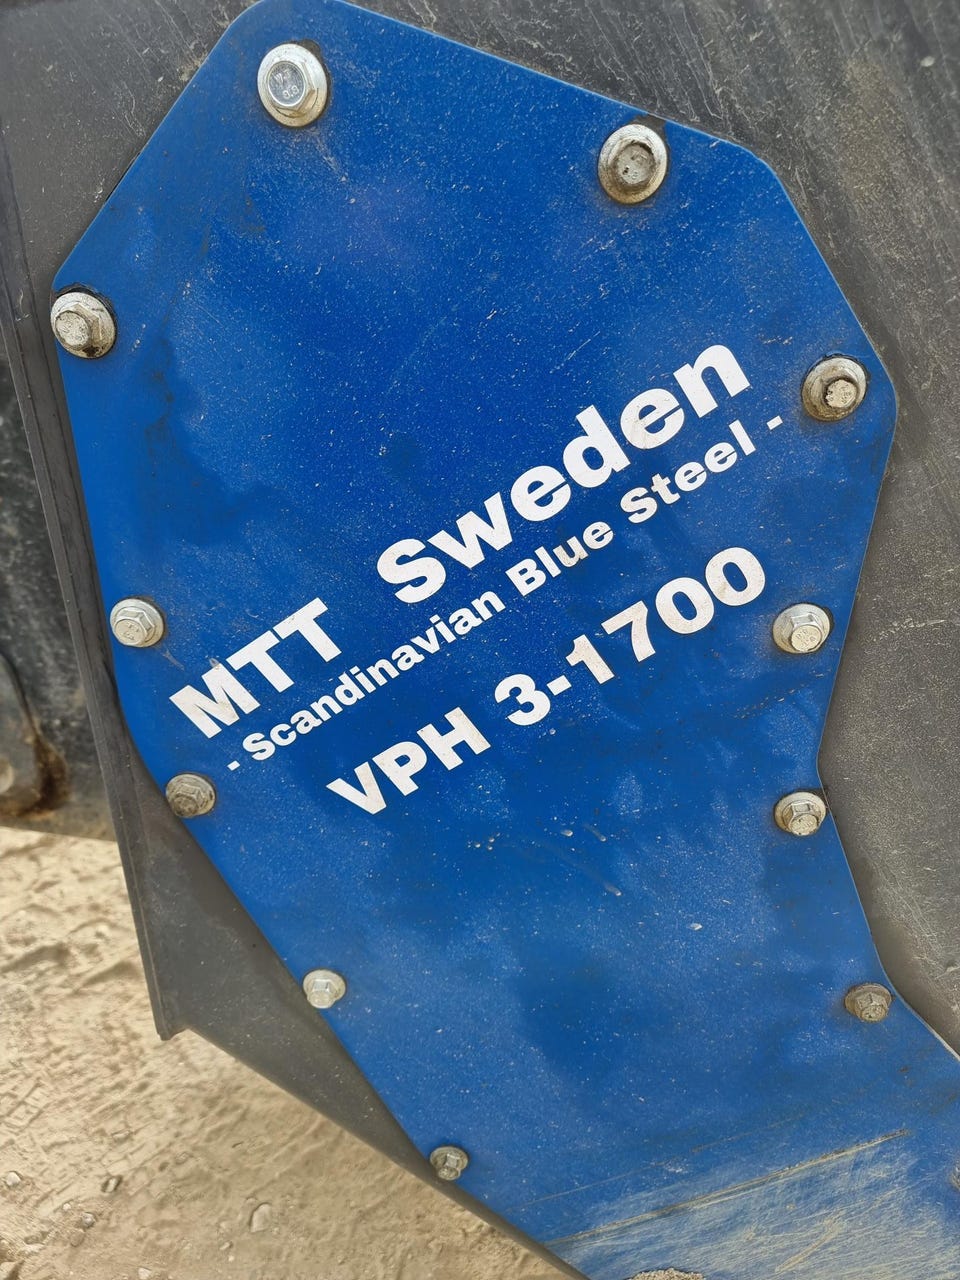 MTT Sweden
- Scandinavian Blue Steel -
VPH 3-1700